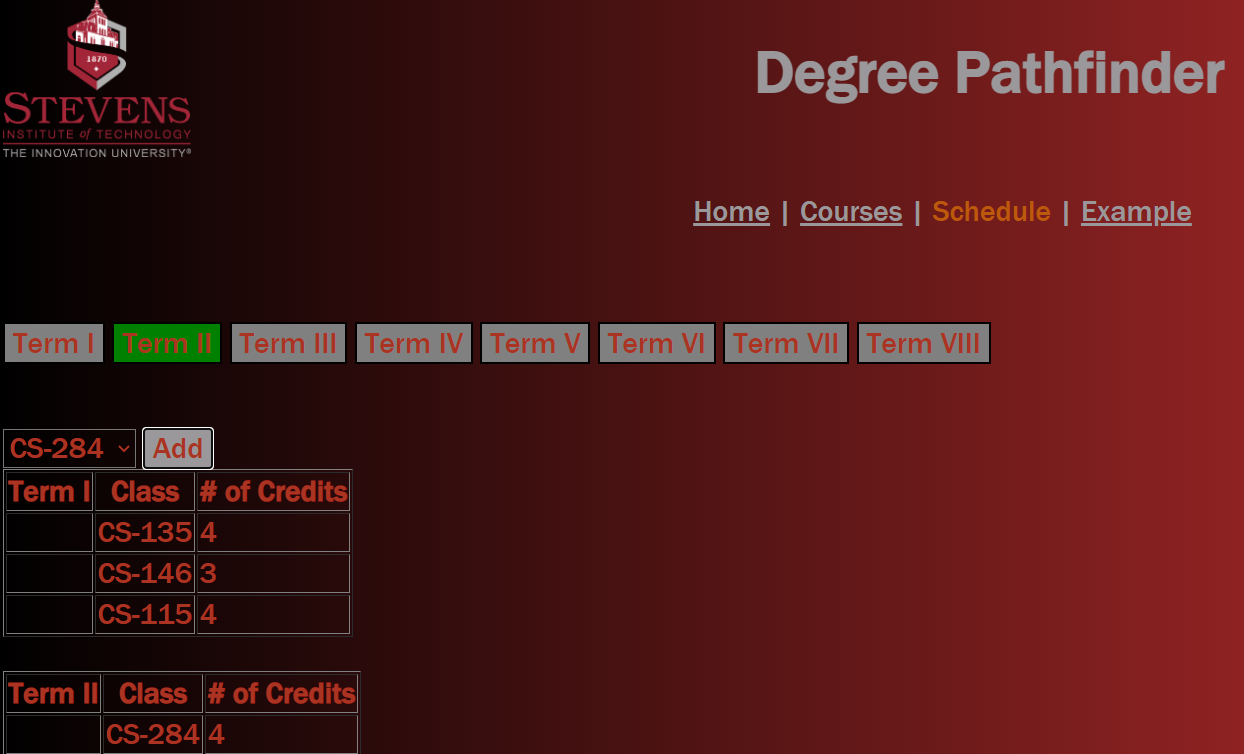 1870
STEVENS
INSTITUTE of TECHNOLOGY
THE INNOVATION UNIVERSITY®
Degree Pathfinder
Home | Courses | Schedule | Example
Term I Term II Term III Term IV Term V Term VI Term VII Term VIII
CS-284 Add
Term I Class # of Credits
CS-135 4
CS-146 3
CS-115 4
Term II Class # of Credits
CS-284 4